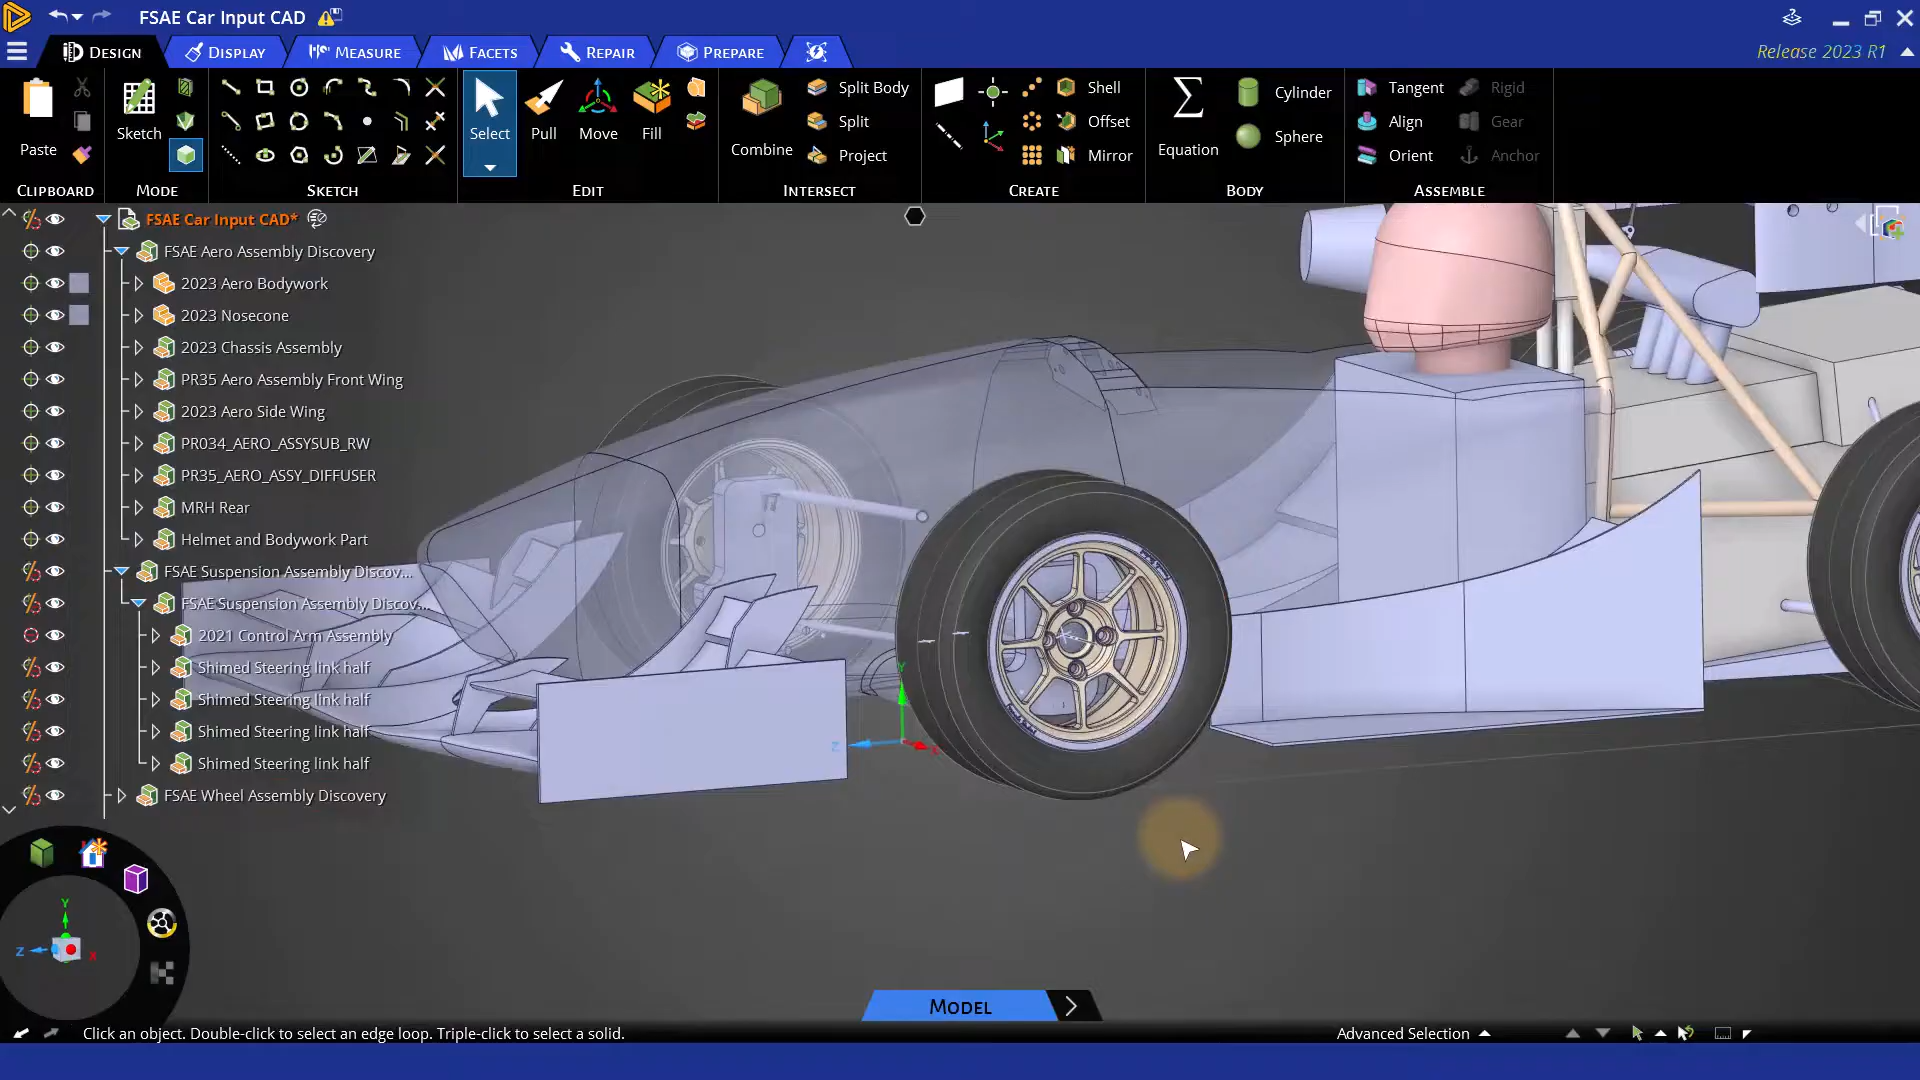 FSAE Car Input CAD
DESIGN
DISPLAY
MEASURE
FACETS
REPAIR
PREPARE
Release 2023 R1
Paste
CLIPBOARD
Sketch
MODE
SKETCH
Select
Pull
Move
Fill
EDIT
Combine
Split Body
Split
Project
INTERSECT
Shell
Offset
Mirror
CREATE
Equation
Cylinder
Sphere
BODY
Tangent
Align
Orient
Rigid
Gear
Anchor
ASSEMBLE
FSAE Car Input CAD*
FSAE Aero Assembly Discovery
2023 Aero Bodywork
2023 Nosecone
2023 Chassis Assembly
PR35 Aero Assembly Front Wing
2023 Aero Side Wing
PR034_AERO_ASSYSUB_RW
PR35_AERO_ASSY_DIFFUSER
MRH Rear
Helmet and Bodywork Part
FSAE Suspension Assembly Discov...
FSAE Suspension Assembly Discov...
2021 Control Arm Assembly
Shimed Steering link half
Shimed Steering link half
Shimed Steering link half
Shimed Steering link half
FSAE Wheel Assembly Discovery
Y
Z
Y
Z
X
MODEL
Click an object. Double-click to select an edge loop. Triple-click to select a solid.
Advanced Selection